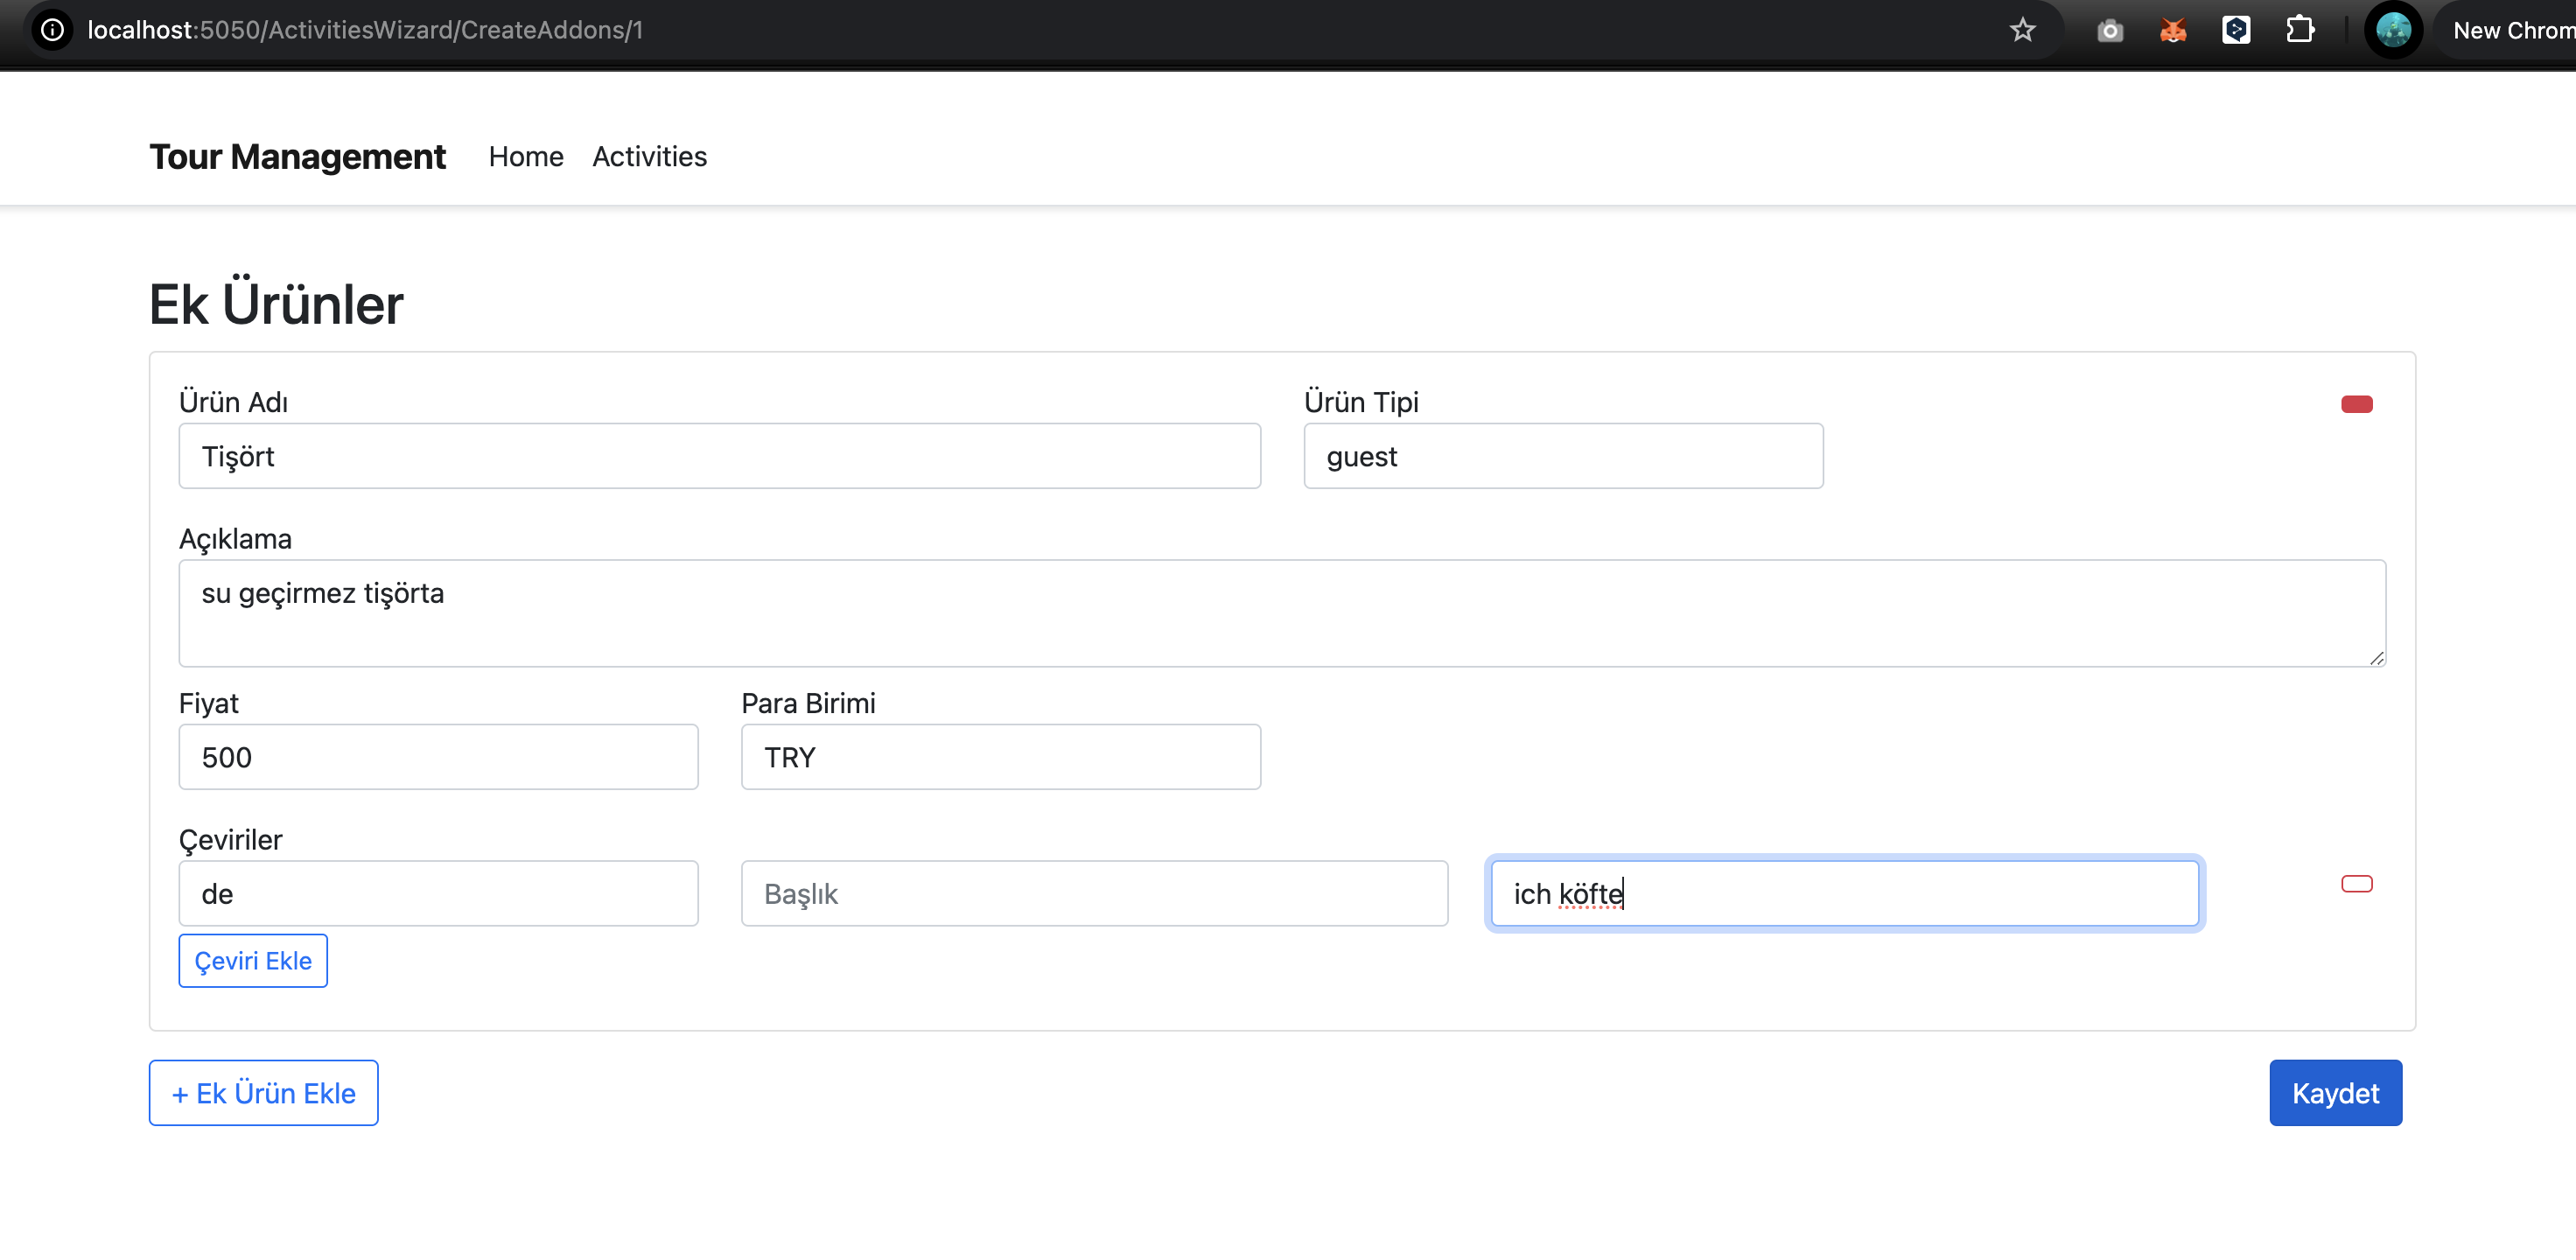 localhost:5050/ActivitiesWizard/CreateAddons/1
New Chrom
Tour Management Home Activities
Ek Ürünler
Ürün Adı Ürün Tipi
Tişört guest
Açıklama
su geçirmez tişörta
Fiyat Para Birimi
500 TRY
Çeviriler
de Başlık ich köfte
Çeviri Ekle
+ Ek Ürün Ekle Kaydet